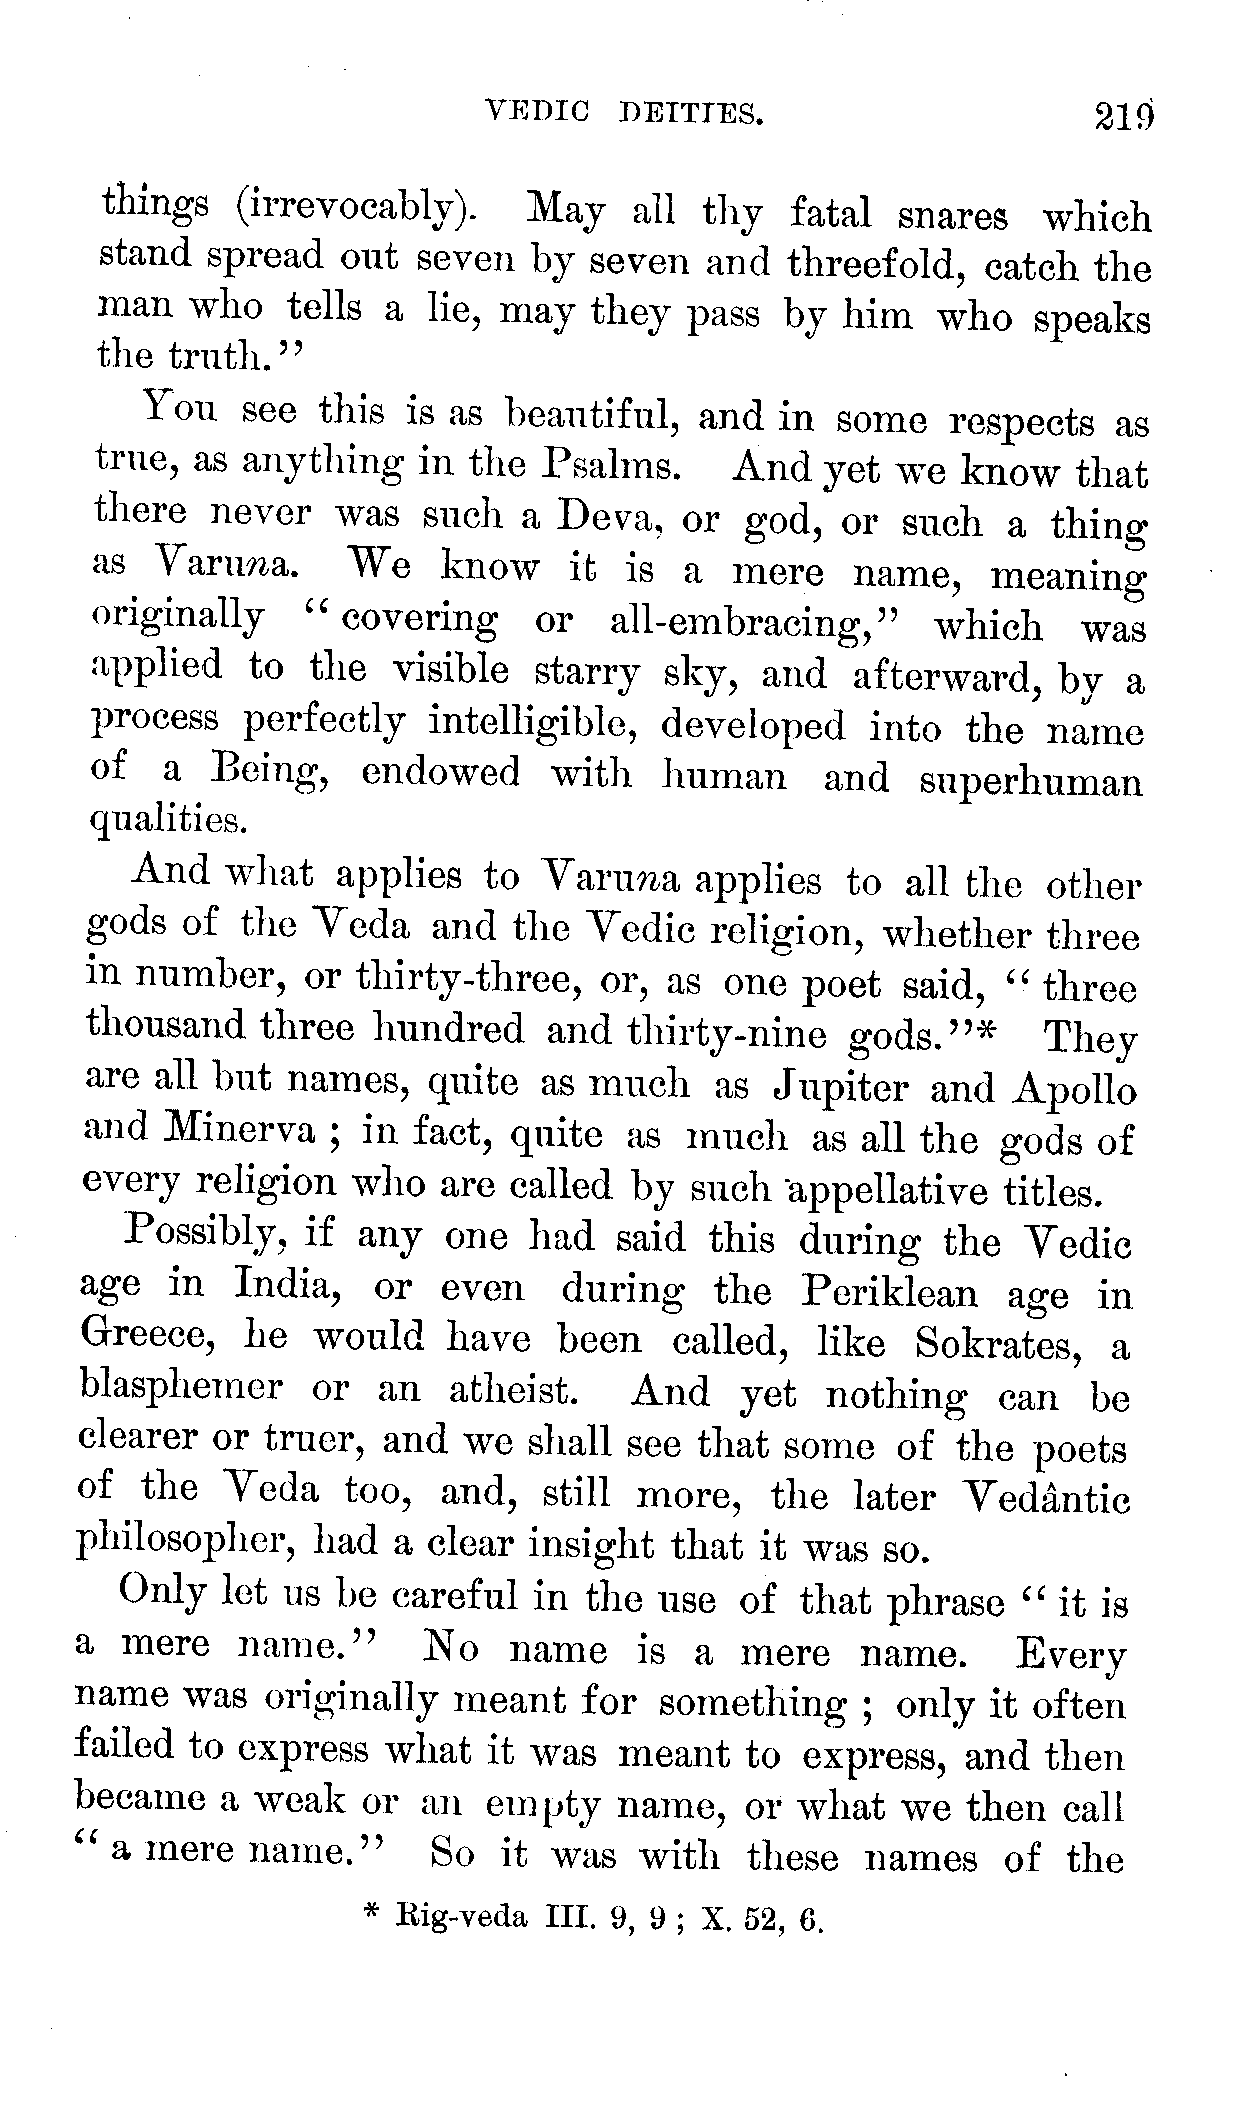 VEDIC DEITIES. 219
things (irrevocably). May all thy fatal snares which
stand spread out seven by seven and threefold, catch the
man who tells a lie, may they pass by him who speaks
the truth.”
You see this is as beautiful, and in some respects as
true, as anything in the Psalms. And yet we know that
there never was such a Deva, or god, or such a thing
as Varuna. We know it is a mere name, meaning
originally “ covering or all-embracing,” which was
applied to the visible starry sky, and afterward, by a
process perfectly intelligible, developed into the name
of a Being, endowed with human and superhuman
qualities.
And what applies to Varuna applies to all the other
gods of the Veda and the Vedic religion, whether three
in number, or thirty-three, or, as one poet said, “ three
thousand three hundred and thirty-nine gods.”* They
are all but names, quite as much as Jupiter and Apollo
and Minerva ; in fact, quite as much as all the gods of
every religion who are called by such appellative titles.
Possibly, if any one had said this during the Vedic
age in India, or even during the Periklean age in
Greece, he would have been called, like Sokrates, a
blasphemer or an atheist. And yet nothing can be
clearer or truer, and we shall see that some of the poets
of the Veda too, and, still more, the later Vedântic
philosopher, had a clear insight that it was so.
Only let us be careful in the use of that phrase “ it is
a mere name.” No name is a mere name. Every
name was originally meant for something ; only it often
failed to express what it was meant to express, and then
became a weak or an empty name, or what we then call
“ a mere name.” So it was with these names of the
* Rig-veda III. 9, 9 ; X. 52, 6.